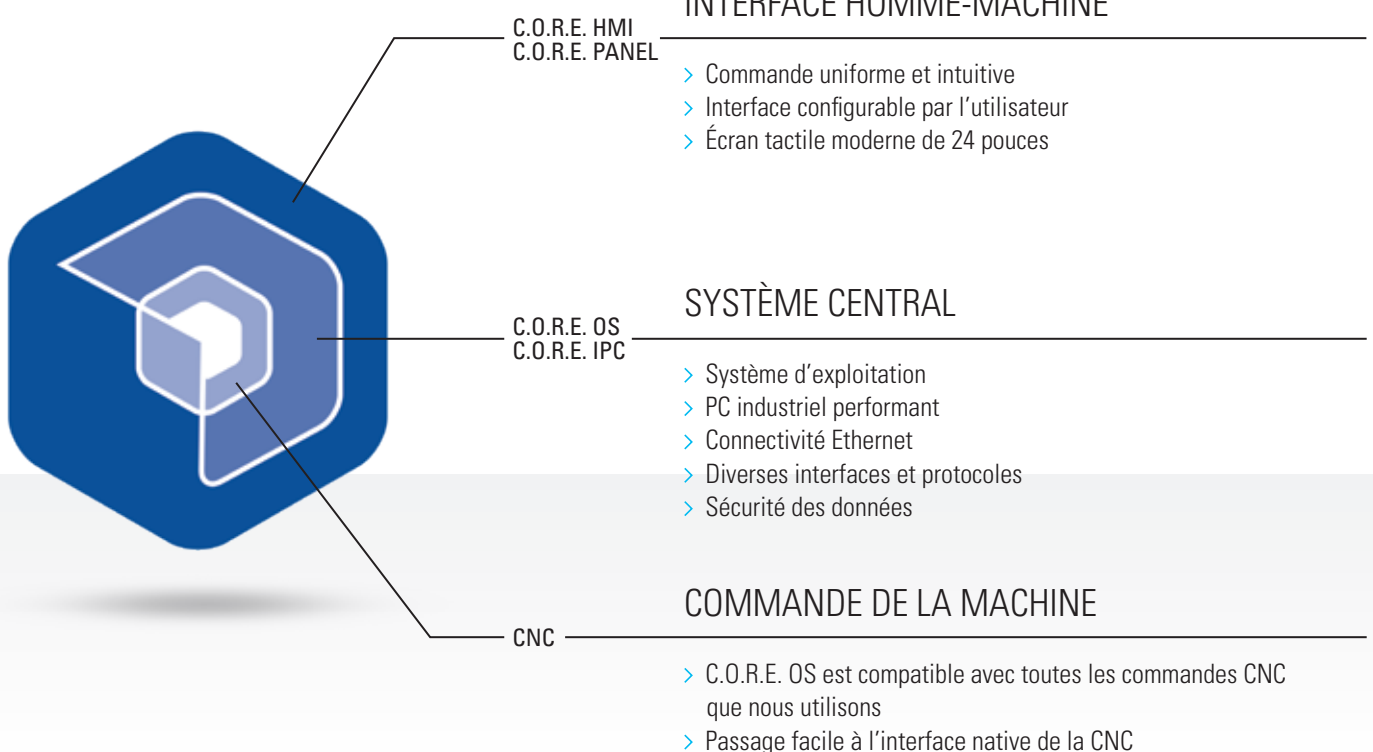 INTERFACE HOMME-MACHINE
C.O.R.E. HMI
C.O.R.E. PANEL
> Commande uniforme et intuitive
> Interface configurable par l’utilisateur
> Écran tactile moderne de 24 pouces
SYSTÈME CENTRAL
C.O.R.E. OS
C.O.R.E. IPC
> Système d’exploitation
> PC industriel performant
> Connectivité Ethernet
> Diverses interfaces et protocoles
> Sécurité des données
COMMANDE DE LA MACHINE
CNC
> C.O.R.E. OS est compatible avec toutes les commandes CNC
que nous utilisons
> Passage facile à l’interface native de la CNC